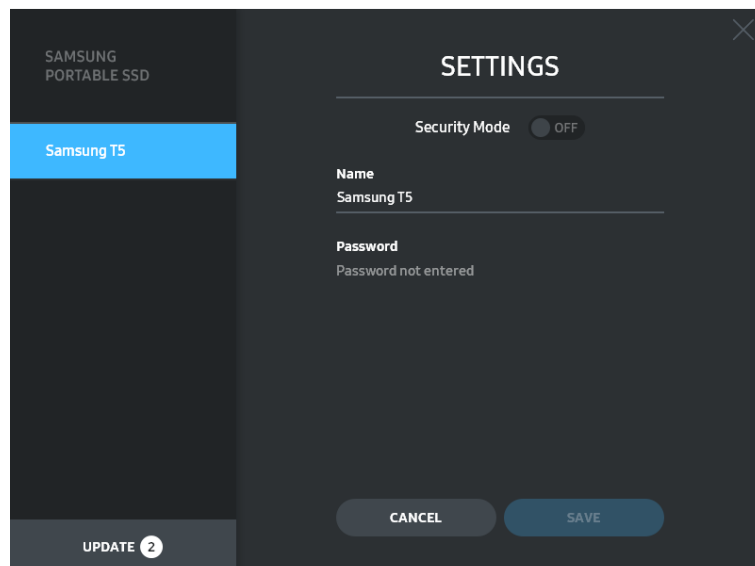 SAMSUNG
PORTABLE SSD
Samsung T5
UPDATE 2
SETTINGS
Security Mode OFF
Name
Samsung T5
Password
Password not entered
CANCEL SAVE